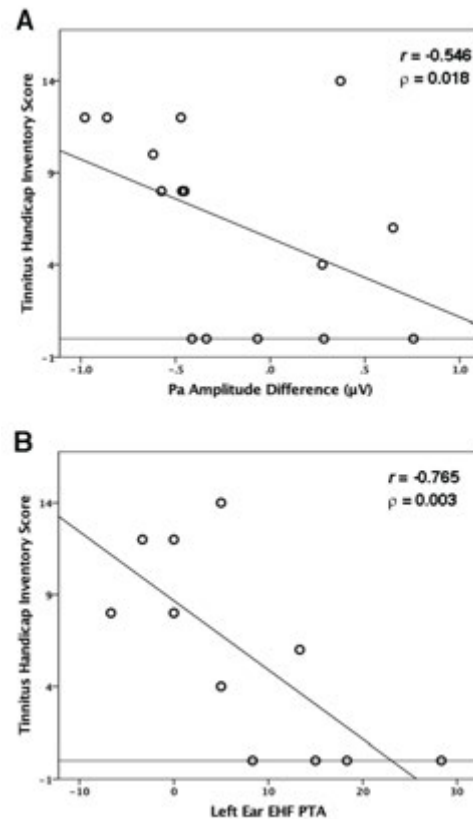 A
r = -0.546
ρ = 0.018
Tinnitus Handicap Inventory Score
14
9
4
-1
-1.0 -.5 .0 .5 1.0
Pa Amplitude Difference (µV)
B
r = -0.765
ρ = 0.003
Tinnitus Handicap Inventory Score
14
9
4
-1
-10 0 10 20 30
Left Ear EHF PTA